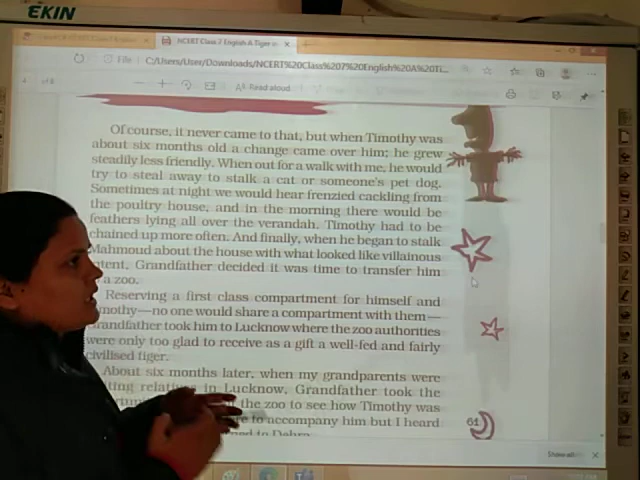 EKIN
NCERT Class 7 English A Tiger in
File C:/Users/User/Downloads/NCERT%20Class%207%20English%20A%20Ti...
of 8
Read aloud
Of course, it never came to that, but when Timothy was
about six months old a change came over him; he grew
steadily less friendly. When out for a walk with me, he would
try to steal away to stalk a cat or someone's pet dog.
Sometimes at night we would hear frenzied cackling from
the poultry house, and in the morning there would be
feathers lying all over the verandah. Timothy had to be
chained up more often. And finally, when he began to stalk
Mahmoud about the house with what looked like villainous
intent, Grandfather decided it was time to transfer him
a zoo.
Reserving a first class compartment for himself and
Timothy—no one would share a compartment with them—
Grandfather took him to Lucknow where the zoo authorities
were only too glad to receive as a gift a well-fed and fairly
civilised tiger.
About six months later, when my grandparents were
relatives in Lucknow, Grandfather took the
the zoo to see how Timothy was
to accompany him but I heard
to Dehra
61
Show all